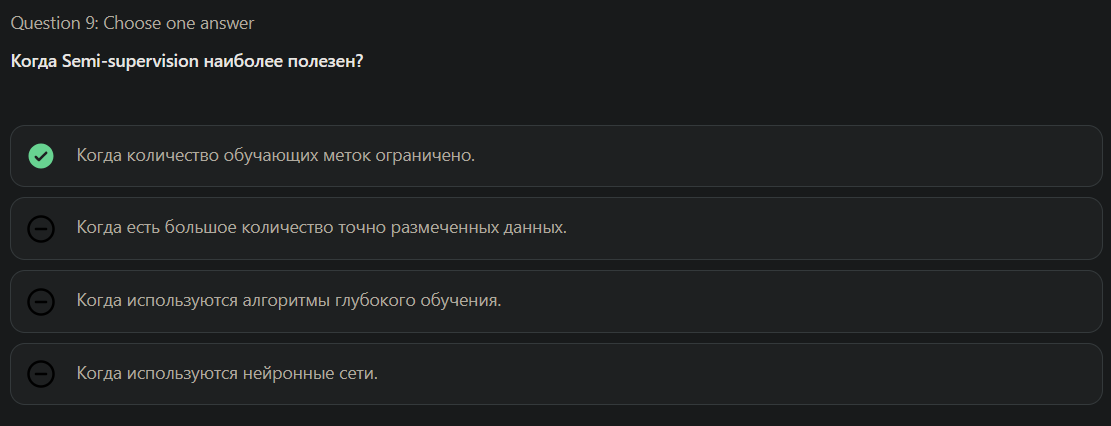 Question 9: Choose one answer
Когда Semi-supervision наиболее полезен?
Когда количество обучающих меток ограничено.
Когда есть большое количество точно размеченных данных.
Когда используются алгоритмы глубокого обучения.
Когда используются нейронные сети.